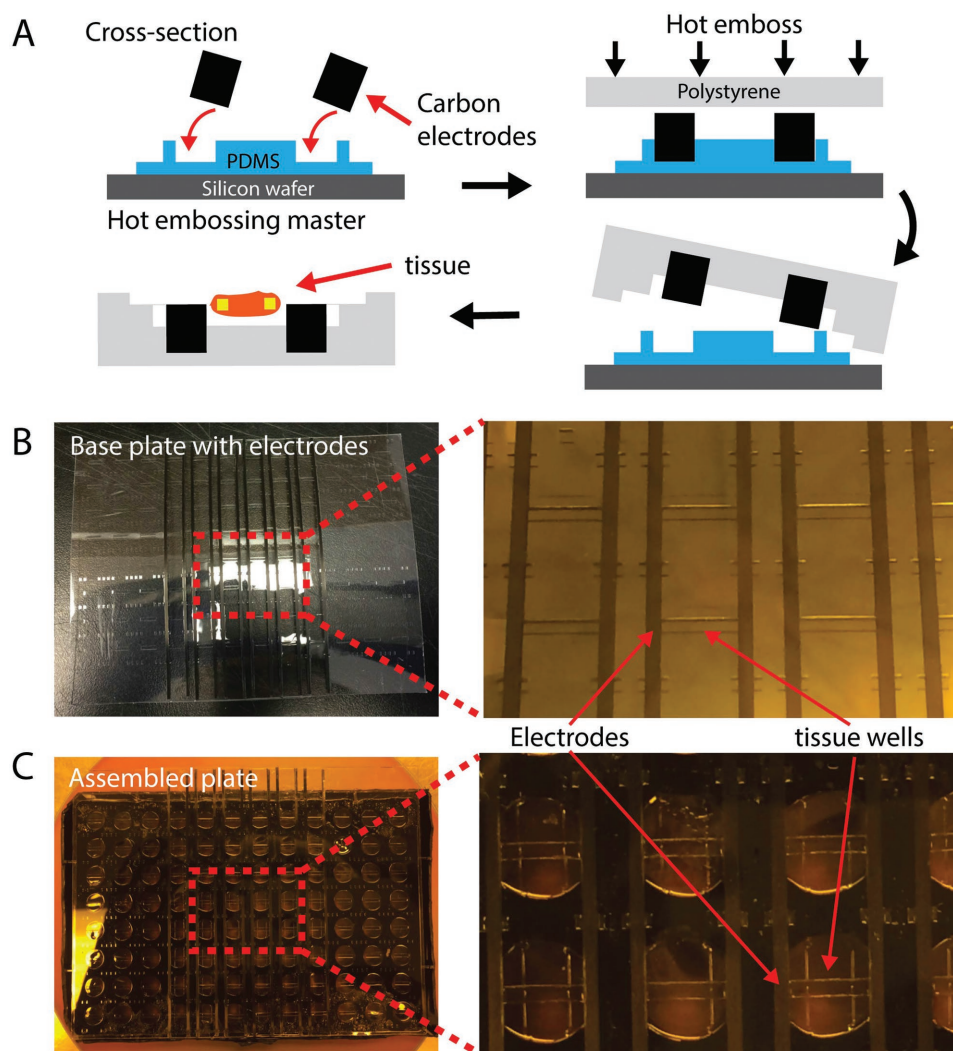 A
Cross-section
Carbon
electrodes
PDMS
Silicon wafer
Hot embossing master
Hot emboss
Polystyrene
tissue
B
Base plate with electrodes
Electrodes
tissue wells
C
Assembled plate